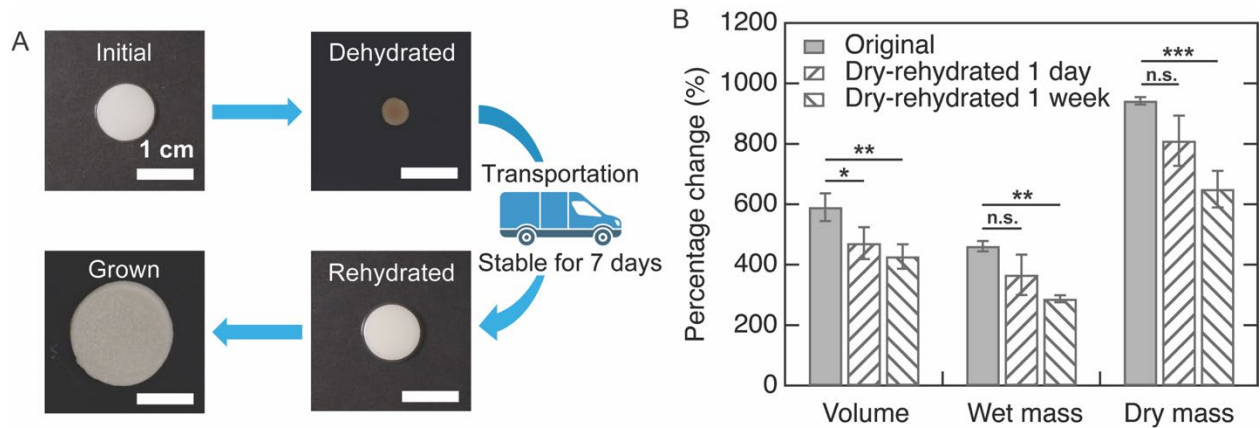 A
Initial
1 cm
Dehydrated
Transportation
Stable for 7 days
Grown
Rehydrated
B
Percentage change (%)
1200
1000
800
600
400
200
0
Original
Dry-rehydrated 1 day
Dry-rehydrated 1 week
**
*
**
n.s.
***
n.s.
Volume
Wet mass
Dry mass